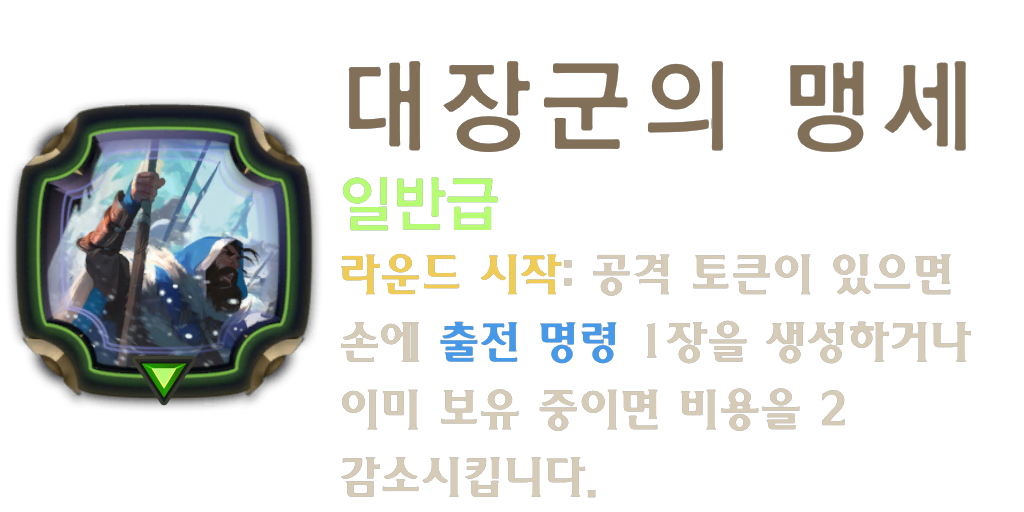 대장군의 맹세
일반급
라운드 시작: 공격 토큰이 있으면
손에 출전 명령 1장을 생성하거나
이미 보유 중이면 비용을 2
감소시킵니다.